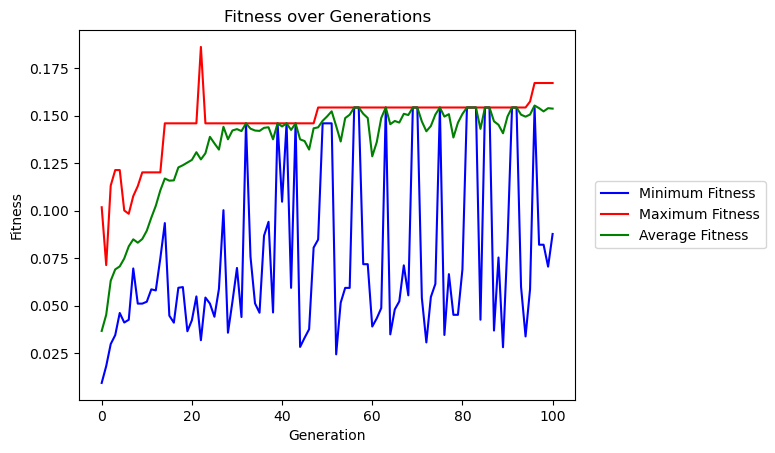 Fitness over Generations
Fitness
0.175
0.150
0.125
0.100
0.075
0.050
0.025
0
20
40
60
80
100
Generation
Minimum Fitness
Maximum Fitness
Average Fitness